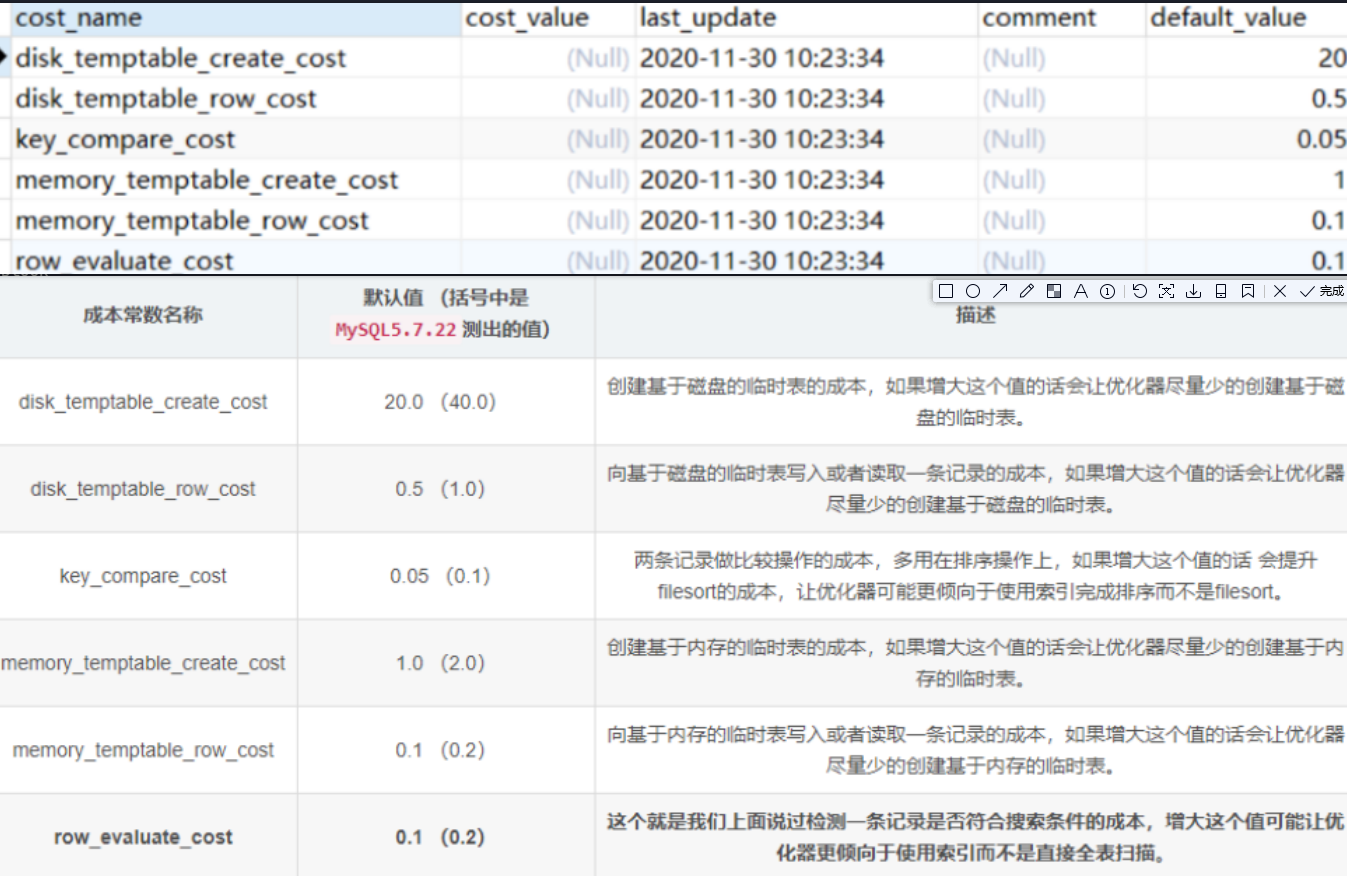 cost_name cost_value last_update comment default_value
disk_temptable_create_cost (Null) 2020-11-30 10:23:34 (Null) 20
disk_temptable_row_cost (Null) 2020-11-30 10:23:34 (Null) 0.5
key_compare_cost (Null) 2020-11-30 10:23:34 (Null) 0.05
memory_temptable_create_cost (Null) 2020-11-30 10:23:34 (Null) 1
memory_temptable_row_cost (Null) 2020-11-30 10:23:34 (Null) 0.1
row_evaluate_cost (Null) 2020-11-30 10:23:34 (Null) 0.1
完成
成本常数名称
默认值 (括号中是
MySQL5.7.22 测出的值)
描述
disk_temptable_create_cost
20.0 (40.0)
创建基于磁盘的临时表的成本，如果增大这个值的话会让优化器尽量少的创建基于磁
盘的临时表。
disk_temptable_row_cost
0.5 (1.0)
向基于磁盘的临时表写入或者读取一条记录的成本，如果增大这个值的话会让优化器
尽量少的创建基于磁盘的临时表。
key_compare_cost
0.05 (0.1)
两条记录做比较操作的成本，多用在排序操作上，如果增大这个值的话 会提升
filesort的成本，让优化器可能更倾向于使用索引完成排序而不是filesort。
memory_temptable_create_cost
1.0 (2.0)
创建基于内存的临时表的成本，如果增大这个值的话会让优化器尽量少的创建基于内
存的临时表。
memory_temptable_row_cost
0.1 (0.2)
向基于内存的临时表写入或者读取一条记录的成本，如果增大这个值的话会让优化器
尽量少的创建基于内存的临时表。
row_evaluate_cost
0.1 (0.2)
这个就是我们上面说过检测一条记录是否符合搜索条件的成本，增大这个值可能让优
化器更倾向于使用索引而不是直接全表扫描。